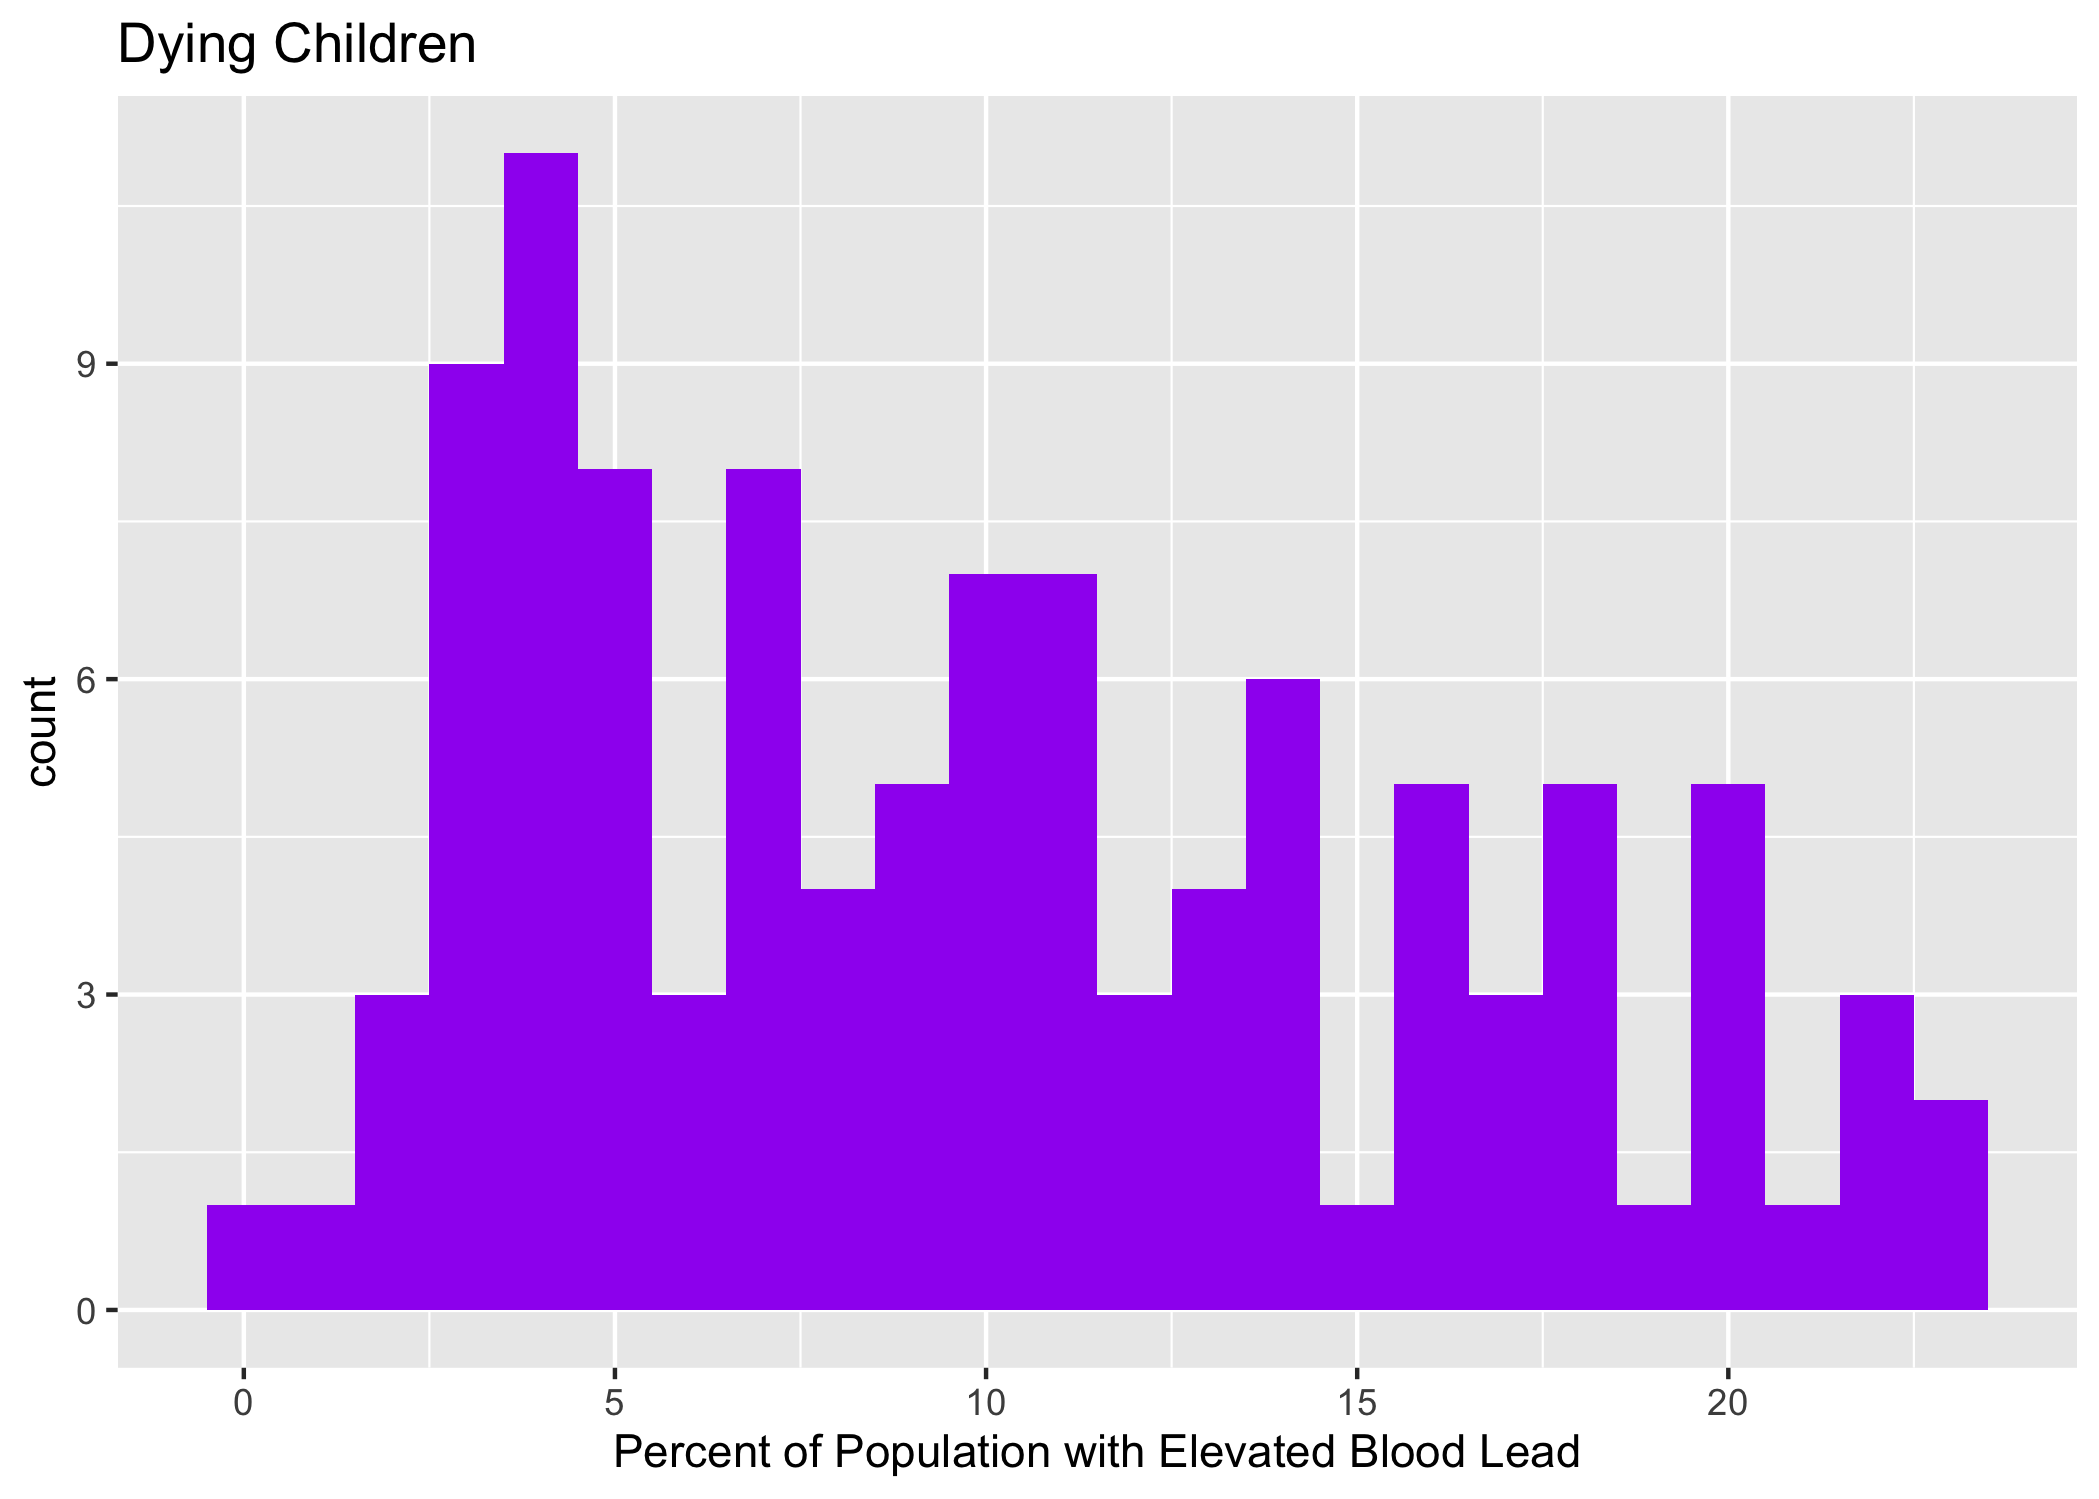 Dying Children
count
9
6
3
0
0 5 10 15 20
Percent of Population with Elevated Blood Lead